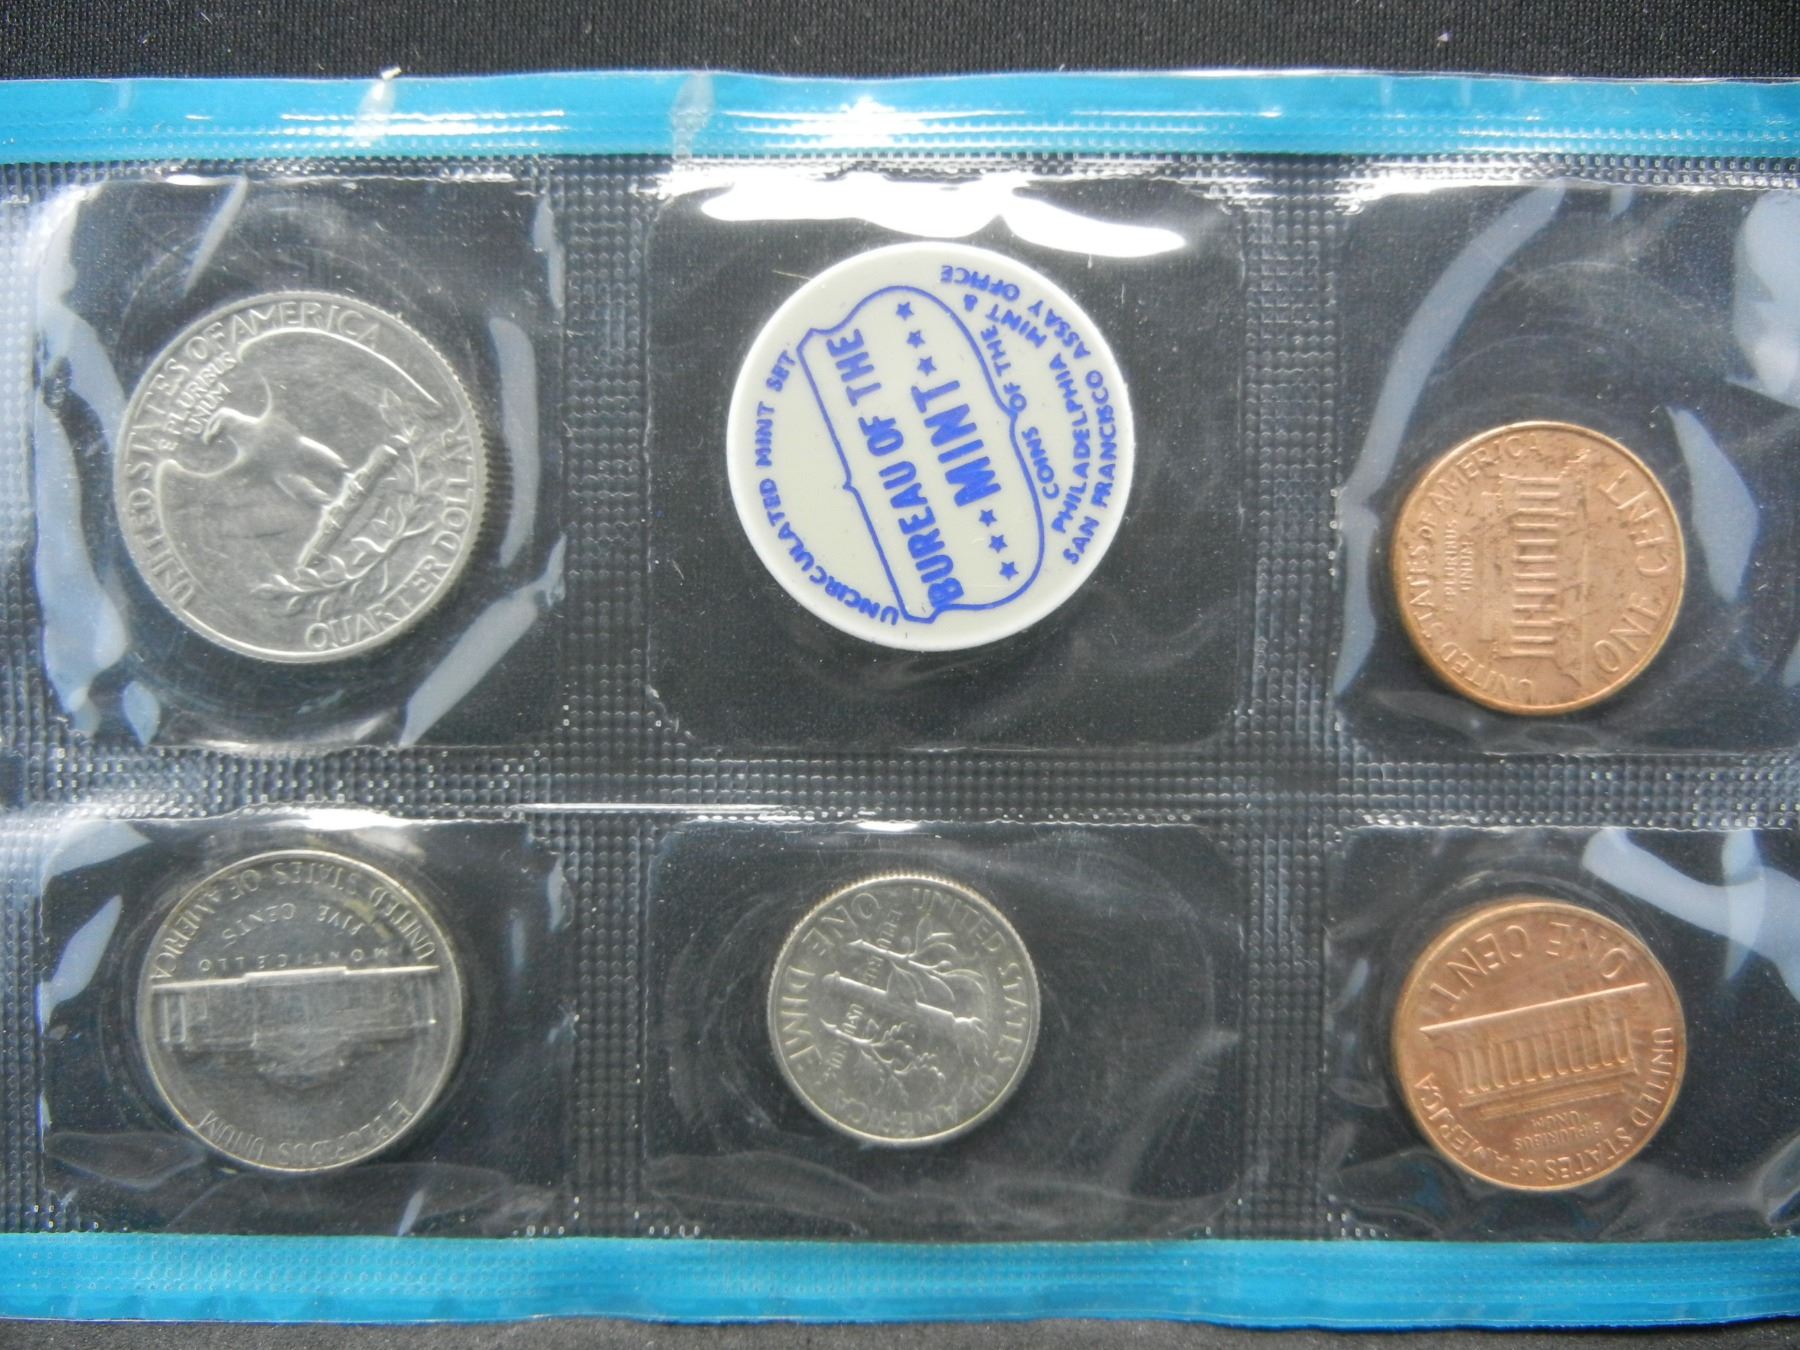 UNITED STATES OF AMERICA
E PLURIBUS
UNUM
QUARTER DOLLAR
UNCIRCULATED MINT SET
BUREAU OF THE
MINT
COINS OF THE
PHILADELPHIA MINT &
SAN FRANCISCO ASSAY OFFICE
UNITED STATES OF AMERICA
E PLURIBUS
UNUM
ONE CENT
E PLURIBUS UNUM
MONTICELLO
FIVE CENTS
UNITED STATES OF AMERICA
UNITED STATES OF AMERICA
ONE DIME
ONE CENT
E PLURIBUS
UNUM
UNITED STATES OF AMERICA